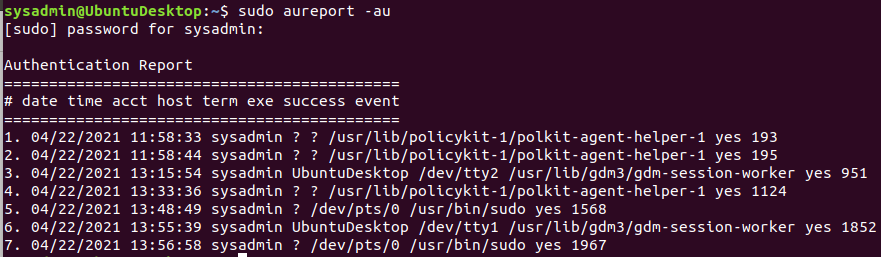 sysadmin@UbuntuDesktop:~$ sudo aureport -au
[sudo] password for sysadmin:
Authentication Report
============================================
# date time acct host term exe success event
============================================
1. 04/22/2021 11:58:33 sysadmin ? ? /usr/lib/policykit-1/polkit-agent-helper-1 yes 193
2. 04/22/2021 11:58:44 sysadmin ? ? /usr/lib/policykit-1/polkit-agent-helper-1 yes 195
3. 04/22/2021 13:15:54 sysadmin UbuntuDesktop /dev/tty2 /usr/lib/gdm3/gdm-session-worker yes 951
4. 04/22/2021 13:33:36 sysadmin ? ? /usr/lib/policykit-1/polkit-agent-helper-1 yes 1124
5. 04/22/2021 13:48:49 sysadmin ? /dev/pts/0 /usr/bin/sudo yes 1568
6. 04/22/2021 13:55:39 sysadmin UbuntuDesktop /dev/tty1 /usr/lib/gdm3/gdm-session-worker yes 1852
7. 04/22/2021 13:56:58 sysadmin ? /dev/pts/0 /usr/bin/sudo yes 1967